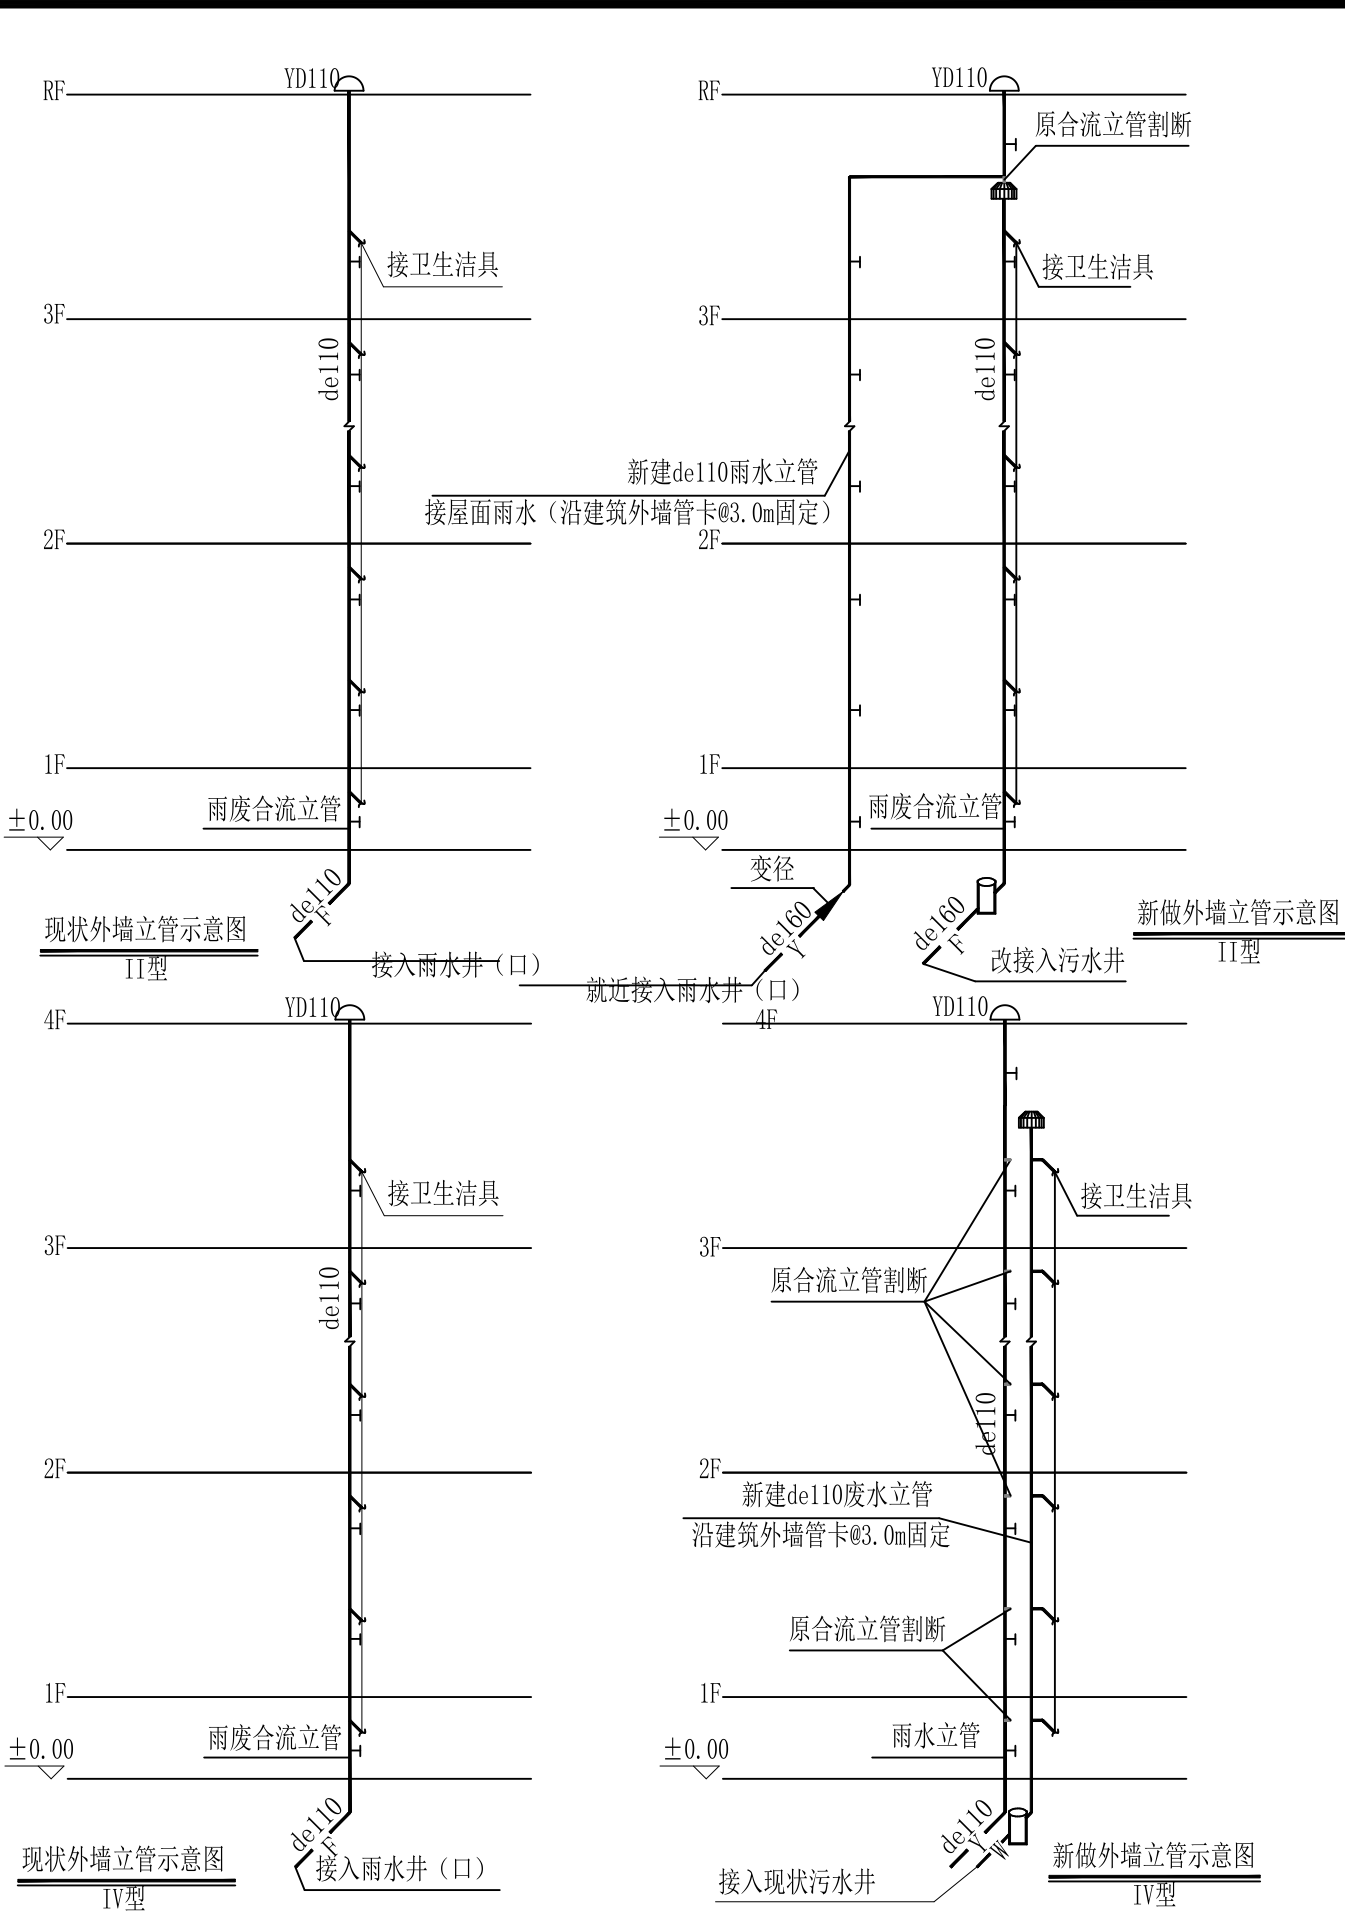 YD110
RF
接卫生洁具
3F
de110
2F
1F
雨废合流立管
±0.00
de110
F
接入雨水井（口）
现状外墙立管示意图
II型
YD110
RF
原合流立管割断
接卫生洁具
3F
de110
新建de110雨水立管
接屋面雨水（沿建筑外墙管卡@3.0m固定）
2F
1F
雨废合流立管
±0.00
变径
de160
Y
就近接入雨水井（口）
de160
F
改接入污水井
新做外墙立管示意图
II型
YD110
4F
接卫生洁具
3F
de110
2F
1F
雨废合流立管
±0.00
de110
F
接入雨水井（口）
现状外墙立管示意图
IV型
YD110
4F
接卫生洁具
3F
原合流立管割断
de110
2F
新建de110废水立管
沿建筑外墙管卡@3.0m固定
原合流立管割断
1F
雨水立管
±0.00
de110
Y
W
接入现状污水井
新做外墙立管示意图
IV型